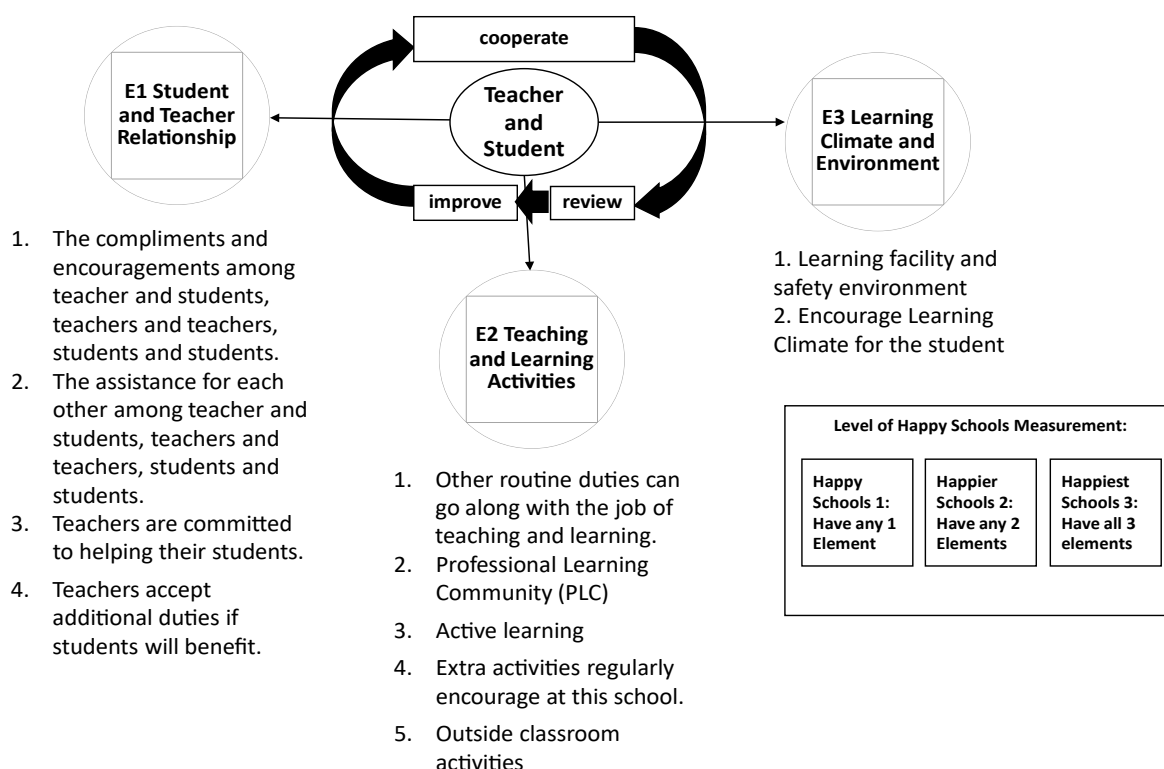 cooperate
Teacher
and
Student
improve
review
E1 Student
and Teacher
Relationship
1. The compliments and
encouragements among
teacher and students,
teachers and teachers,
students and students.
2. The assistance for each
other among teacher and
students, teachers and
teachers, students and
students.
3. Teachers are committed
to helping their students.
4. Teachers accept
additional duties if
students will benefit.
E2 Teaching
and Learning
Activities
1. Other routine duties can
go along with the job of
teaching and learning.
2. Professional Learning
Community (PLC)
3. Active learning
4. Extra activities regularly
encourage at this school.
5. Outside classroom
activities
E3 Learning
Climate and
Environment
1. Learning facility and
safety environment
2. Encourage Learning
Climate for the student
Level of Happy Schools Measurement:
Happy
Schools 1:
Have any 1
Element
Happier
Schools 2:
Have any 2
Elements
Happiest
Schools 3:
Have all 3
elements